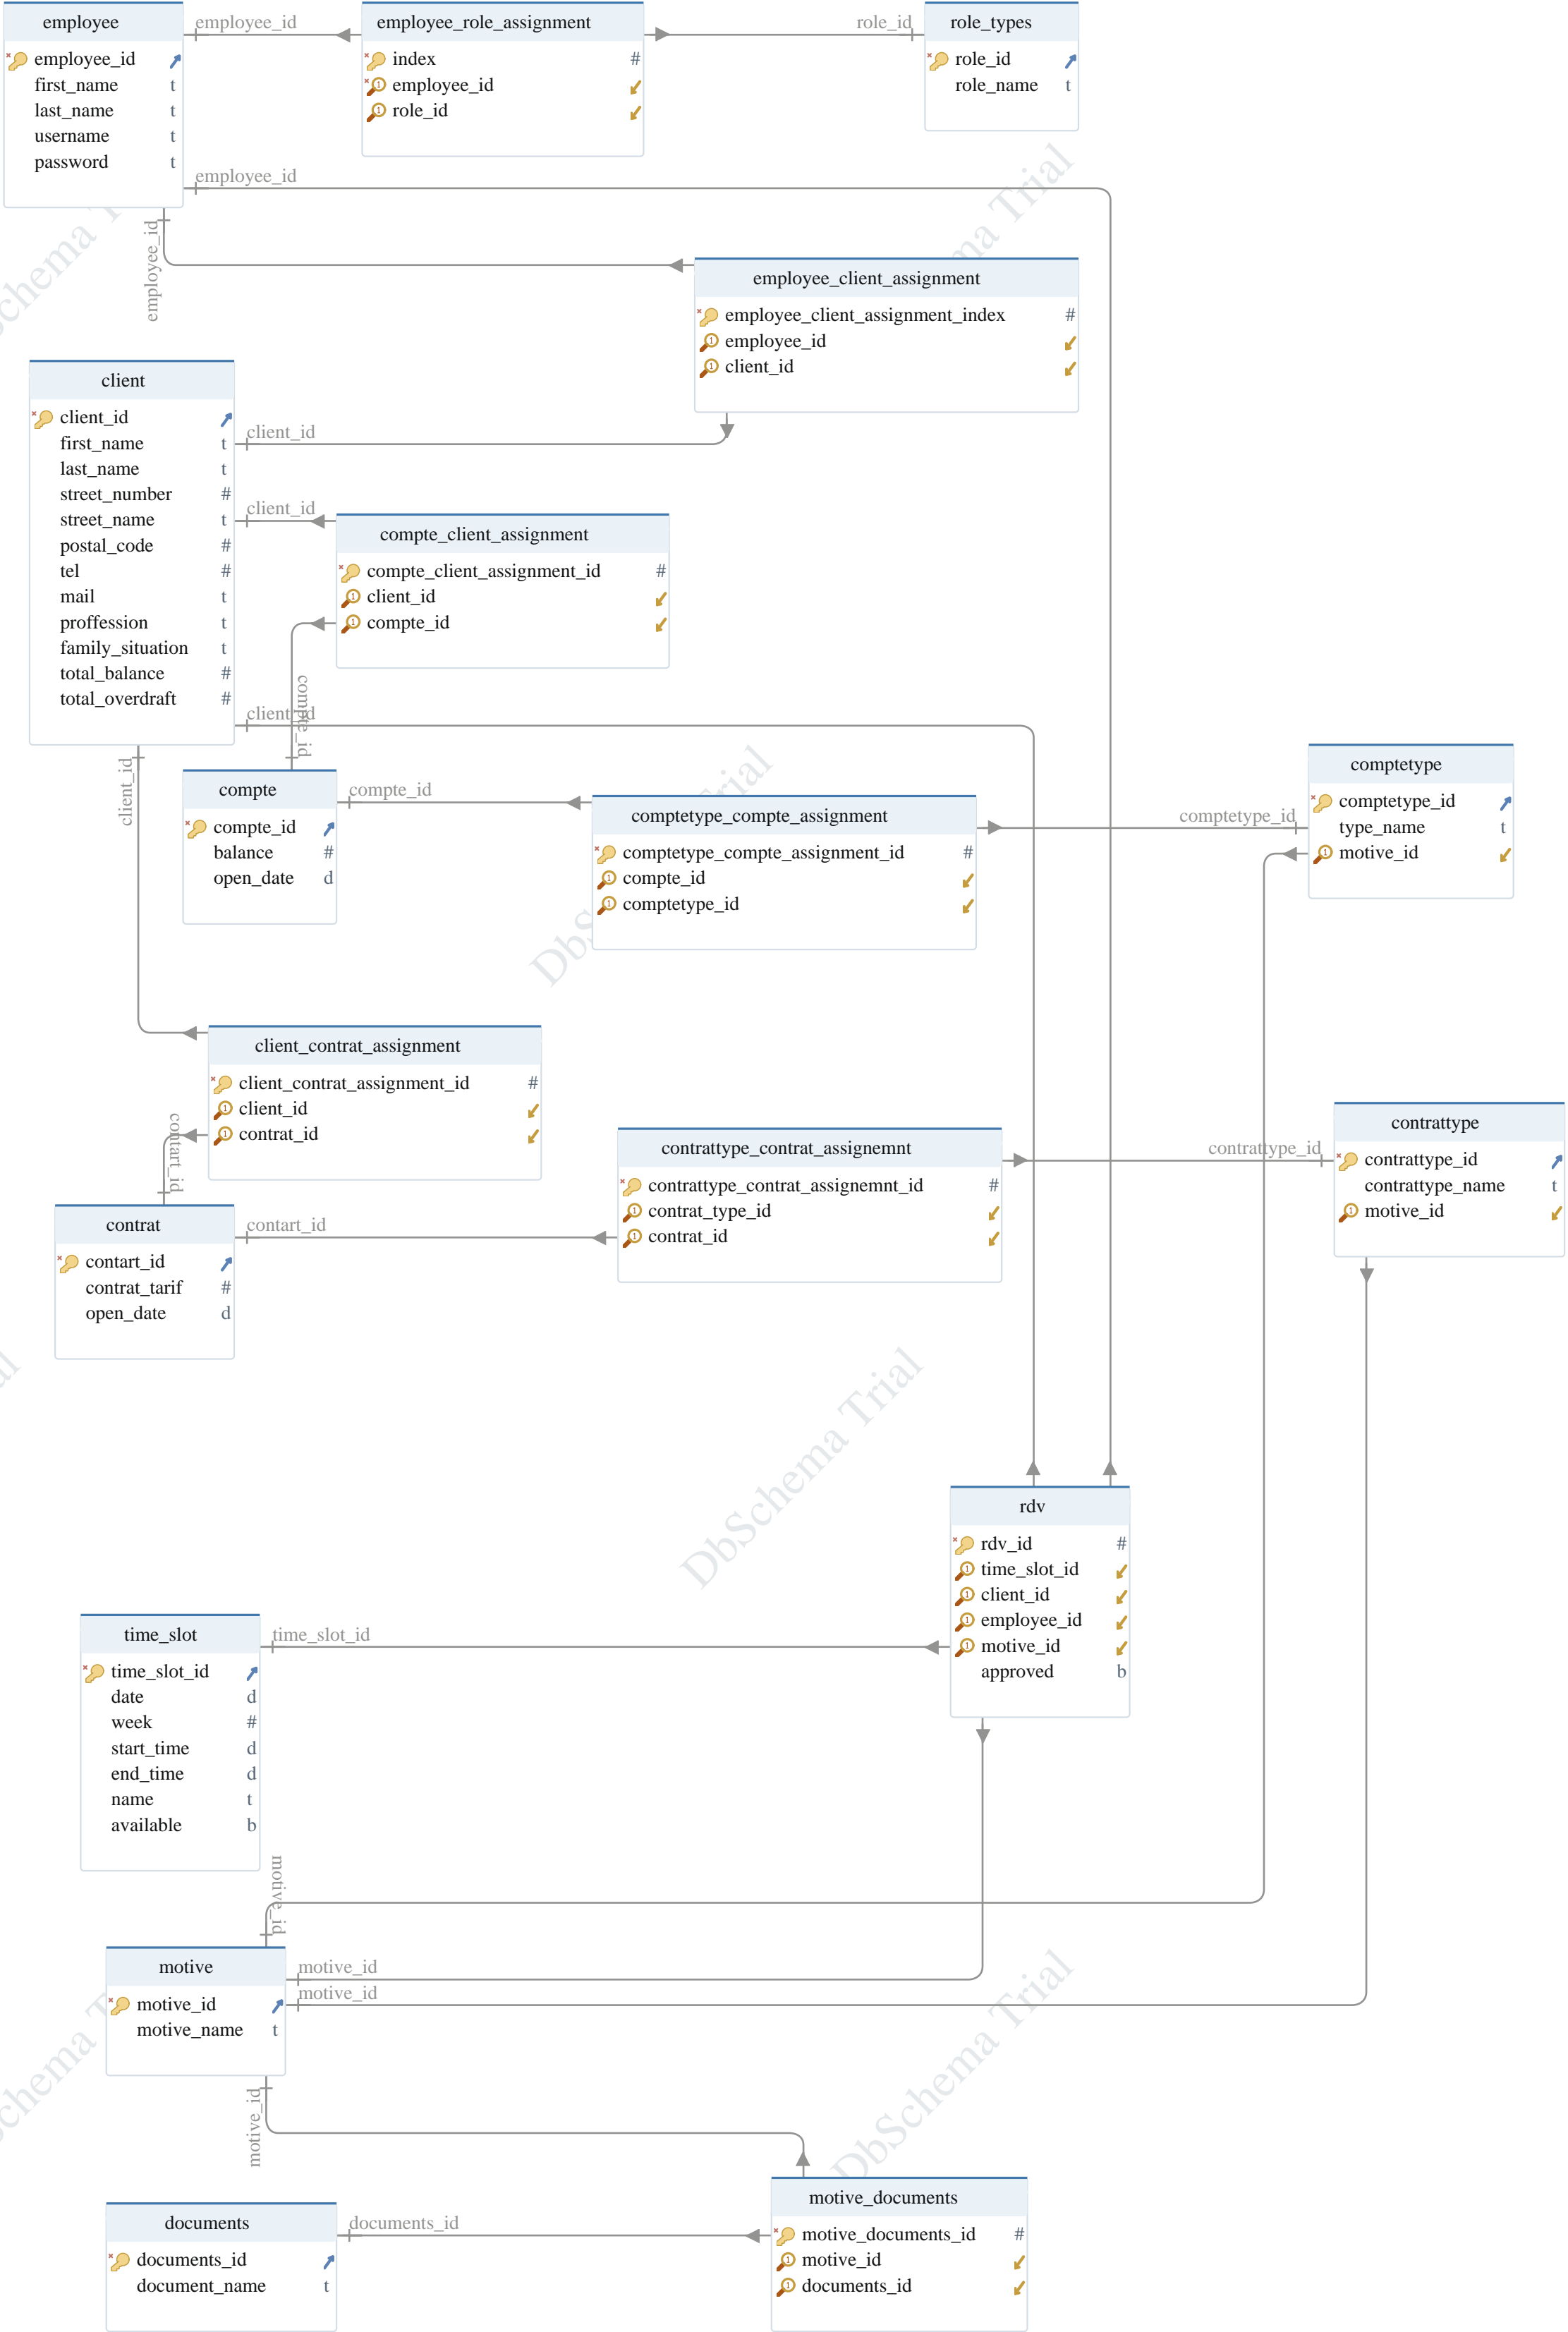 employee
employee_id t
first_name t
last_name t
username t
password t
employee_id
employee_role_assignment
index #
employee_id
role_id
role_id
role_types
role_id
role_name t
employee_id
employee_id
employee_client_assignment
employee_client_assignment_index #
employee_id
client_id
client
client_id
first_name t
last_name t
street_number #
street_name t
postal_code #
tel #
mail t
proffession t
family_situation t
total_balance #
total_overdraft #
client_id
client_id
compte_client_assignment
compte_client_assignment_id #
client_id
compte_id
compte_id
client_id
client_id
compte
compte_id
balance #
open_date d
compte_id
comptetype_compte_assignment
comptetype_compte_assignment_id #
compte_id
comptetype_id
comptetype_id
comptetype
comptetype_id
type_name t
motive_id
client_contrat_assignment
client_contrat_assignment_id #
client_id
contrat_id
contart_id
contrat
contart_id
contrat_tarif #
open_date d
contart_id
contrattype_contrat_assignemnt
contrattype_contrat_assignemnt_id #
contrat_type_id
contrat_id
contrattype_id
contrattype
contrattype_id
contrattype_name t
motive_id
rdv
rdv_id #
time_slot_id
client_id
employee_id
motive_id
approved b
time_slot
time_slot_id
date d
week #
start_time d
end_time d
name t
available b
time_slot_id
motive_id
motive
motive_id
motive_name t
motive_id
motive_id
motive_id
documents
documents_id
document_name t
documents_id
motive_documents
motive_documents_id #
motive_id
documents_id
DbSchema Trial
DbSchema Trial